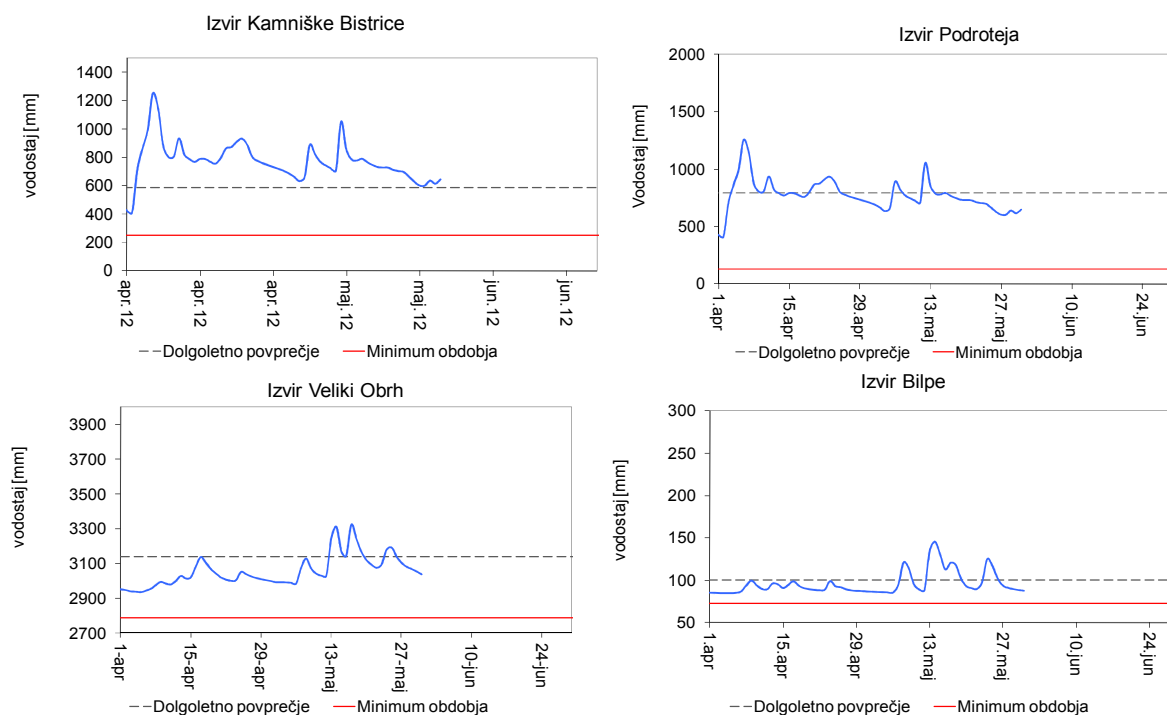 Izvir Kamniške Bistrice
vodostaj[mm]
1400
1200
1000
800
600
400
200
0
apr.12
apr.12
apr.12
maj.12
maj.12
jun.12
jun.12
Dolgoletno povprečje
Minimum obdobja
Izvir Podroteja
Vodostaj [mm]
2000
1500
1000
500
0
1.apr
15.apr
29.apr
13.maj
27.maj
10.jun
24.jun
Dolgoletno povprečje
Minimum obdobja
Izvir Veliki Obrh
vodostaj[mm]
3900
3700
3500
3300
3100
2900
2700
1-apr
15-apr
29-apr
13-maj
27-maj
10-jun
24-jun
Dolgoletno povprečje
Minimum obdobja
Izvir Bilpe
vodostaj[mm]
300
250
200
150
100
50
1.apr
15.apr
29.apr
13.maj
27.maj
10.jun
24.jun
Dolgoletno povprečje
Minimum obdobja